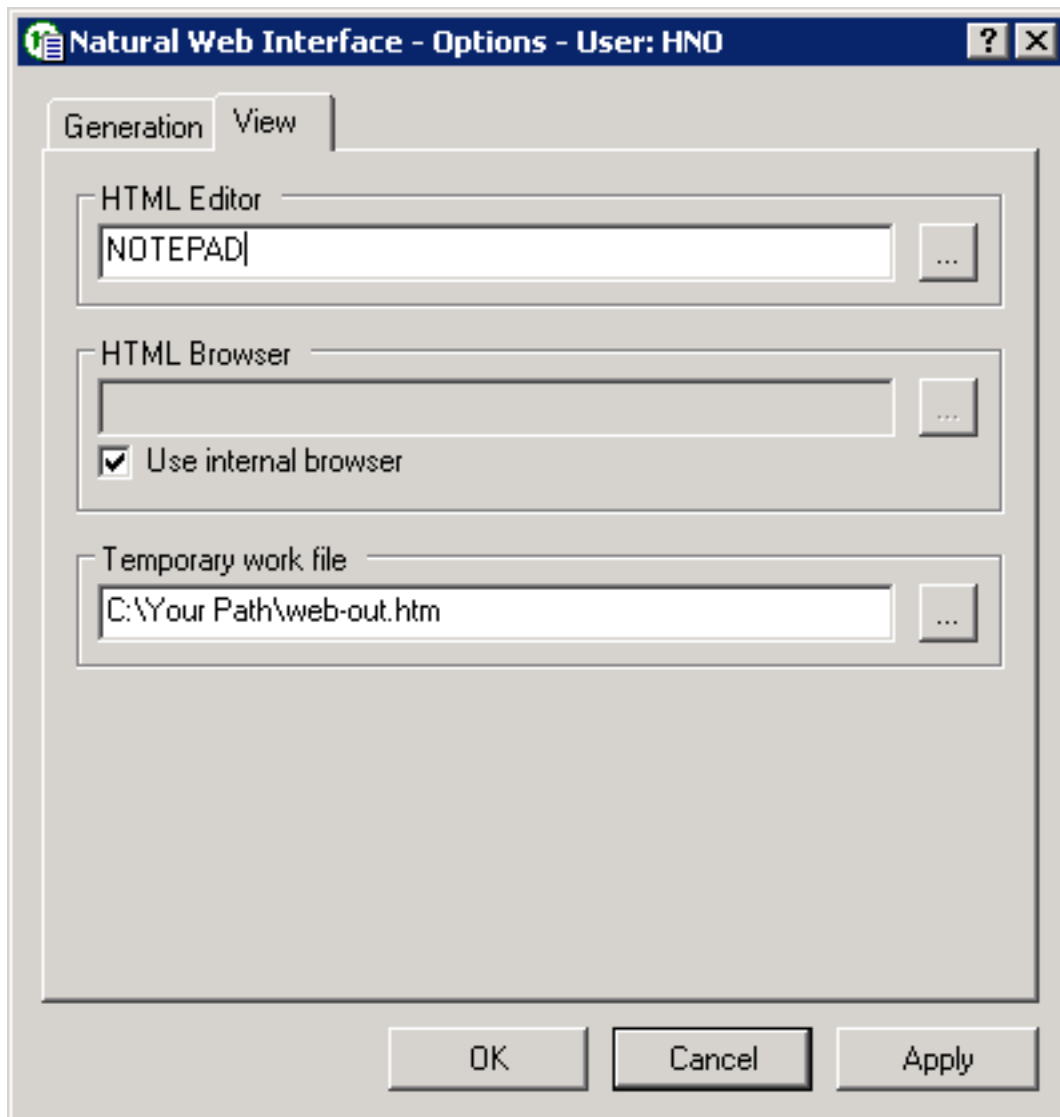 Natural Web Interface - Options - User: HNO
Generation View
HTML Editor
NOTEPAD
...
HTML Browser
...
Use internal browser
Temporary work file
C:\Your Path\web-out.htm
...
OK Cancel Apply